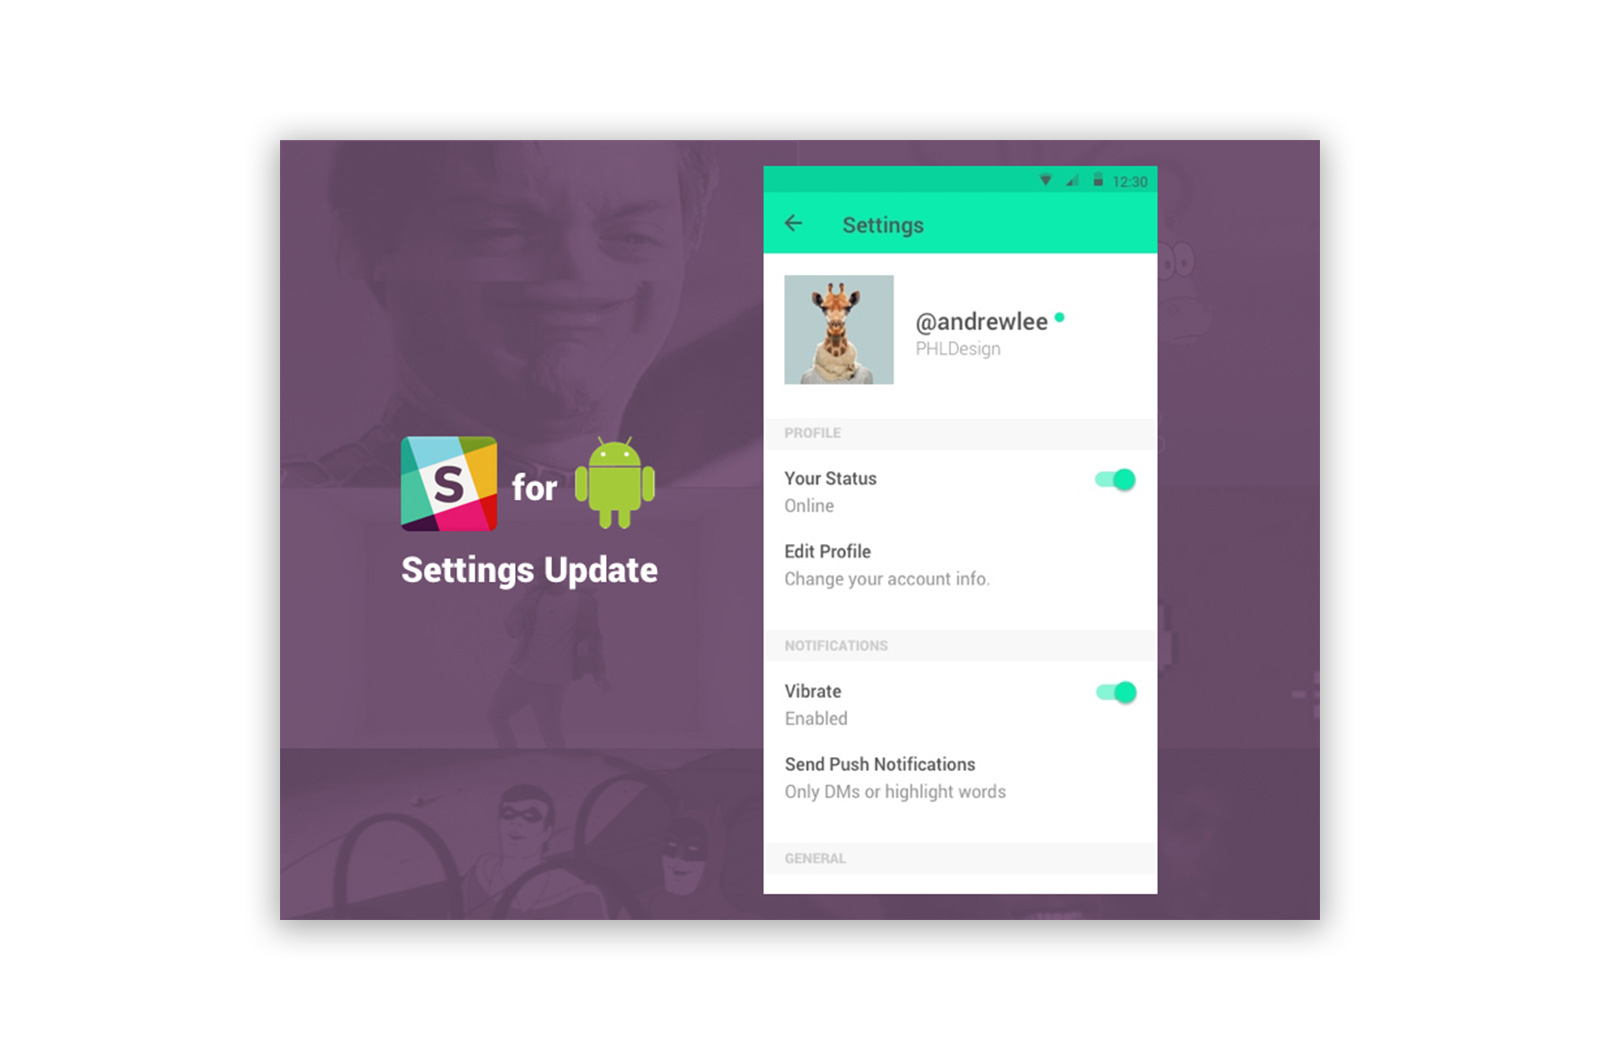 S for
Settings Update
12:30
Settings
@andrewlee
PHLDesign
PROFILE
Your Status
Online
Edit Profile
Change your account info.
NOTIFICATIONS
Vibrate
Enabled
Send Push Notifications
Only DMs or highlight words
GENERAL